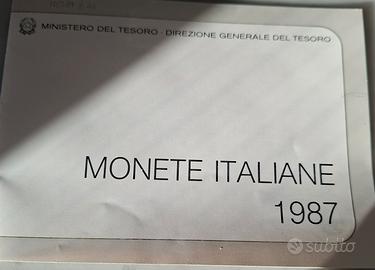 MINISTERO DEL TESORO - DIREZIONE GENERALE DEL TESORO
MONETE ITALIANE
1987
subito